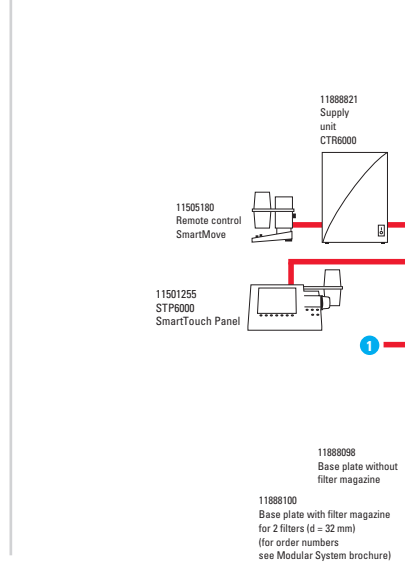 11888821
Supply
unit
CTR6000
11505180
Remote control
SmartMove
11501255
STP6000
SmartTouch Panel
1
11888098
Base plate without
filter magazine
11888100
Base plate with filter magazine
for 2 filters (d = 32 mm)
(for order numbers
see Modular System brochure)